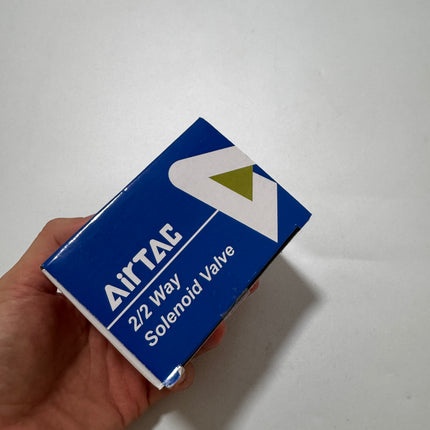 AirTAC
2/2 Way
Solenoid Valve